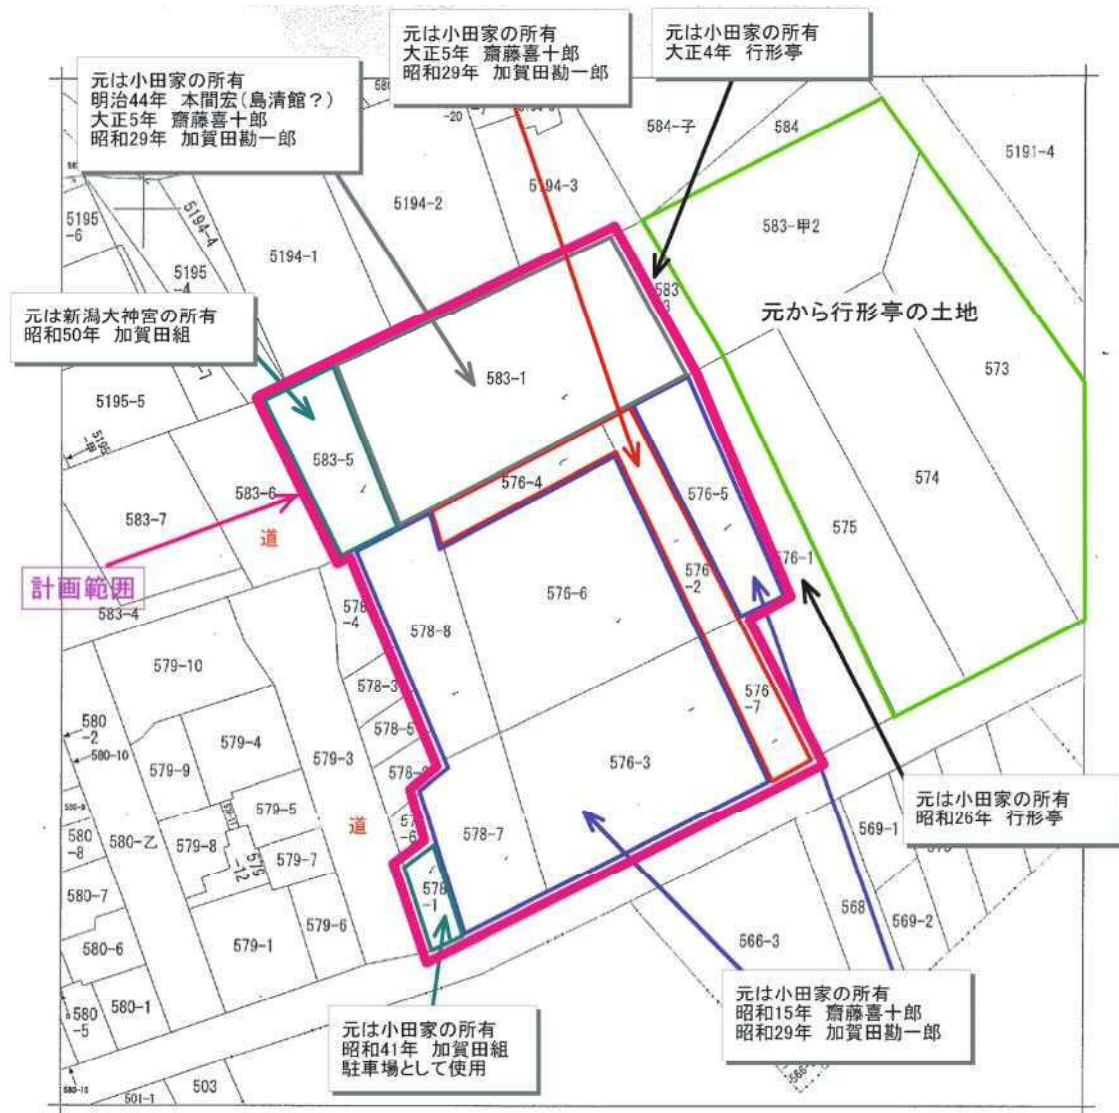 元は小田家の所有
明治44年 本間宏(島清館？)
大正5年 齋藤喜十郎
昭和29年 加賀田勘一郎
元は小田家の所有
大正5年 齋藤喜十郎
昭和29年 加賀田勘一郎
元は小田家の所有
大正4年 行形亭
584-子
584
5191-4
-20
5194-3
5194-2
5194-1
5194-4
5195
-6
5195
-4
583-甲2
583
元から行形亭の土地
573
元は新潟大神宮の所有
昭和50年 加賀田組
5195-5
583-1
583-5
583-6
583-7
道
計画範囲
583-4
576-4
576-5
574
575
576-1
576
-2
576-6
578
-4
578-8
579-10
578-3
578-5
576
-7
580
-2
580-10
579-4
579-9
579-3
576-3
579-5
道
578-7
580
-8
580-乙
579-8
579
-12
579-7
元は小田家の所有
昭和26年 行形亭
569-1
568
569-2
578
-1
580-7
579-6
579-1
580-6
566-3
580
-5
580-1
元は小田家の所有
昭和41年 加賀田組
駐車場として使用
元は小田家の所有
昭和15年 齋藤喜十郎
昭和29年 加賀田勘一郎
503
501-1